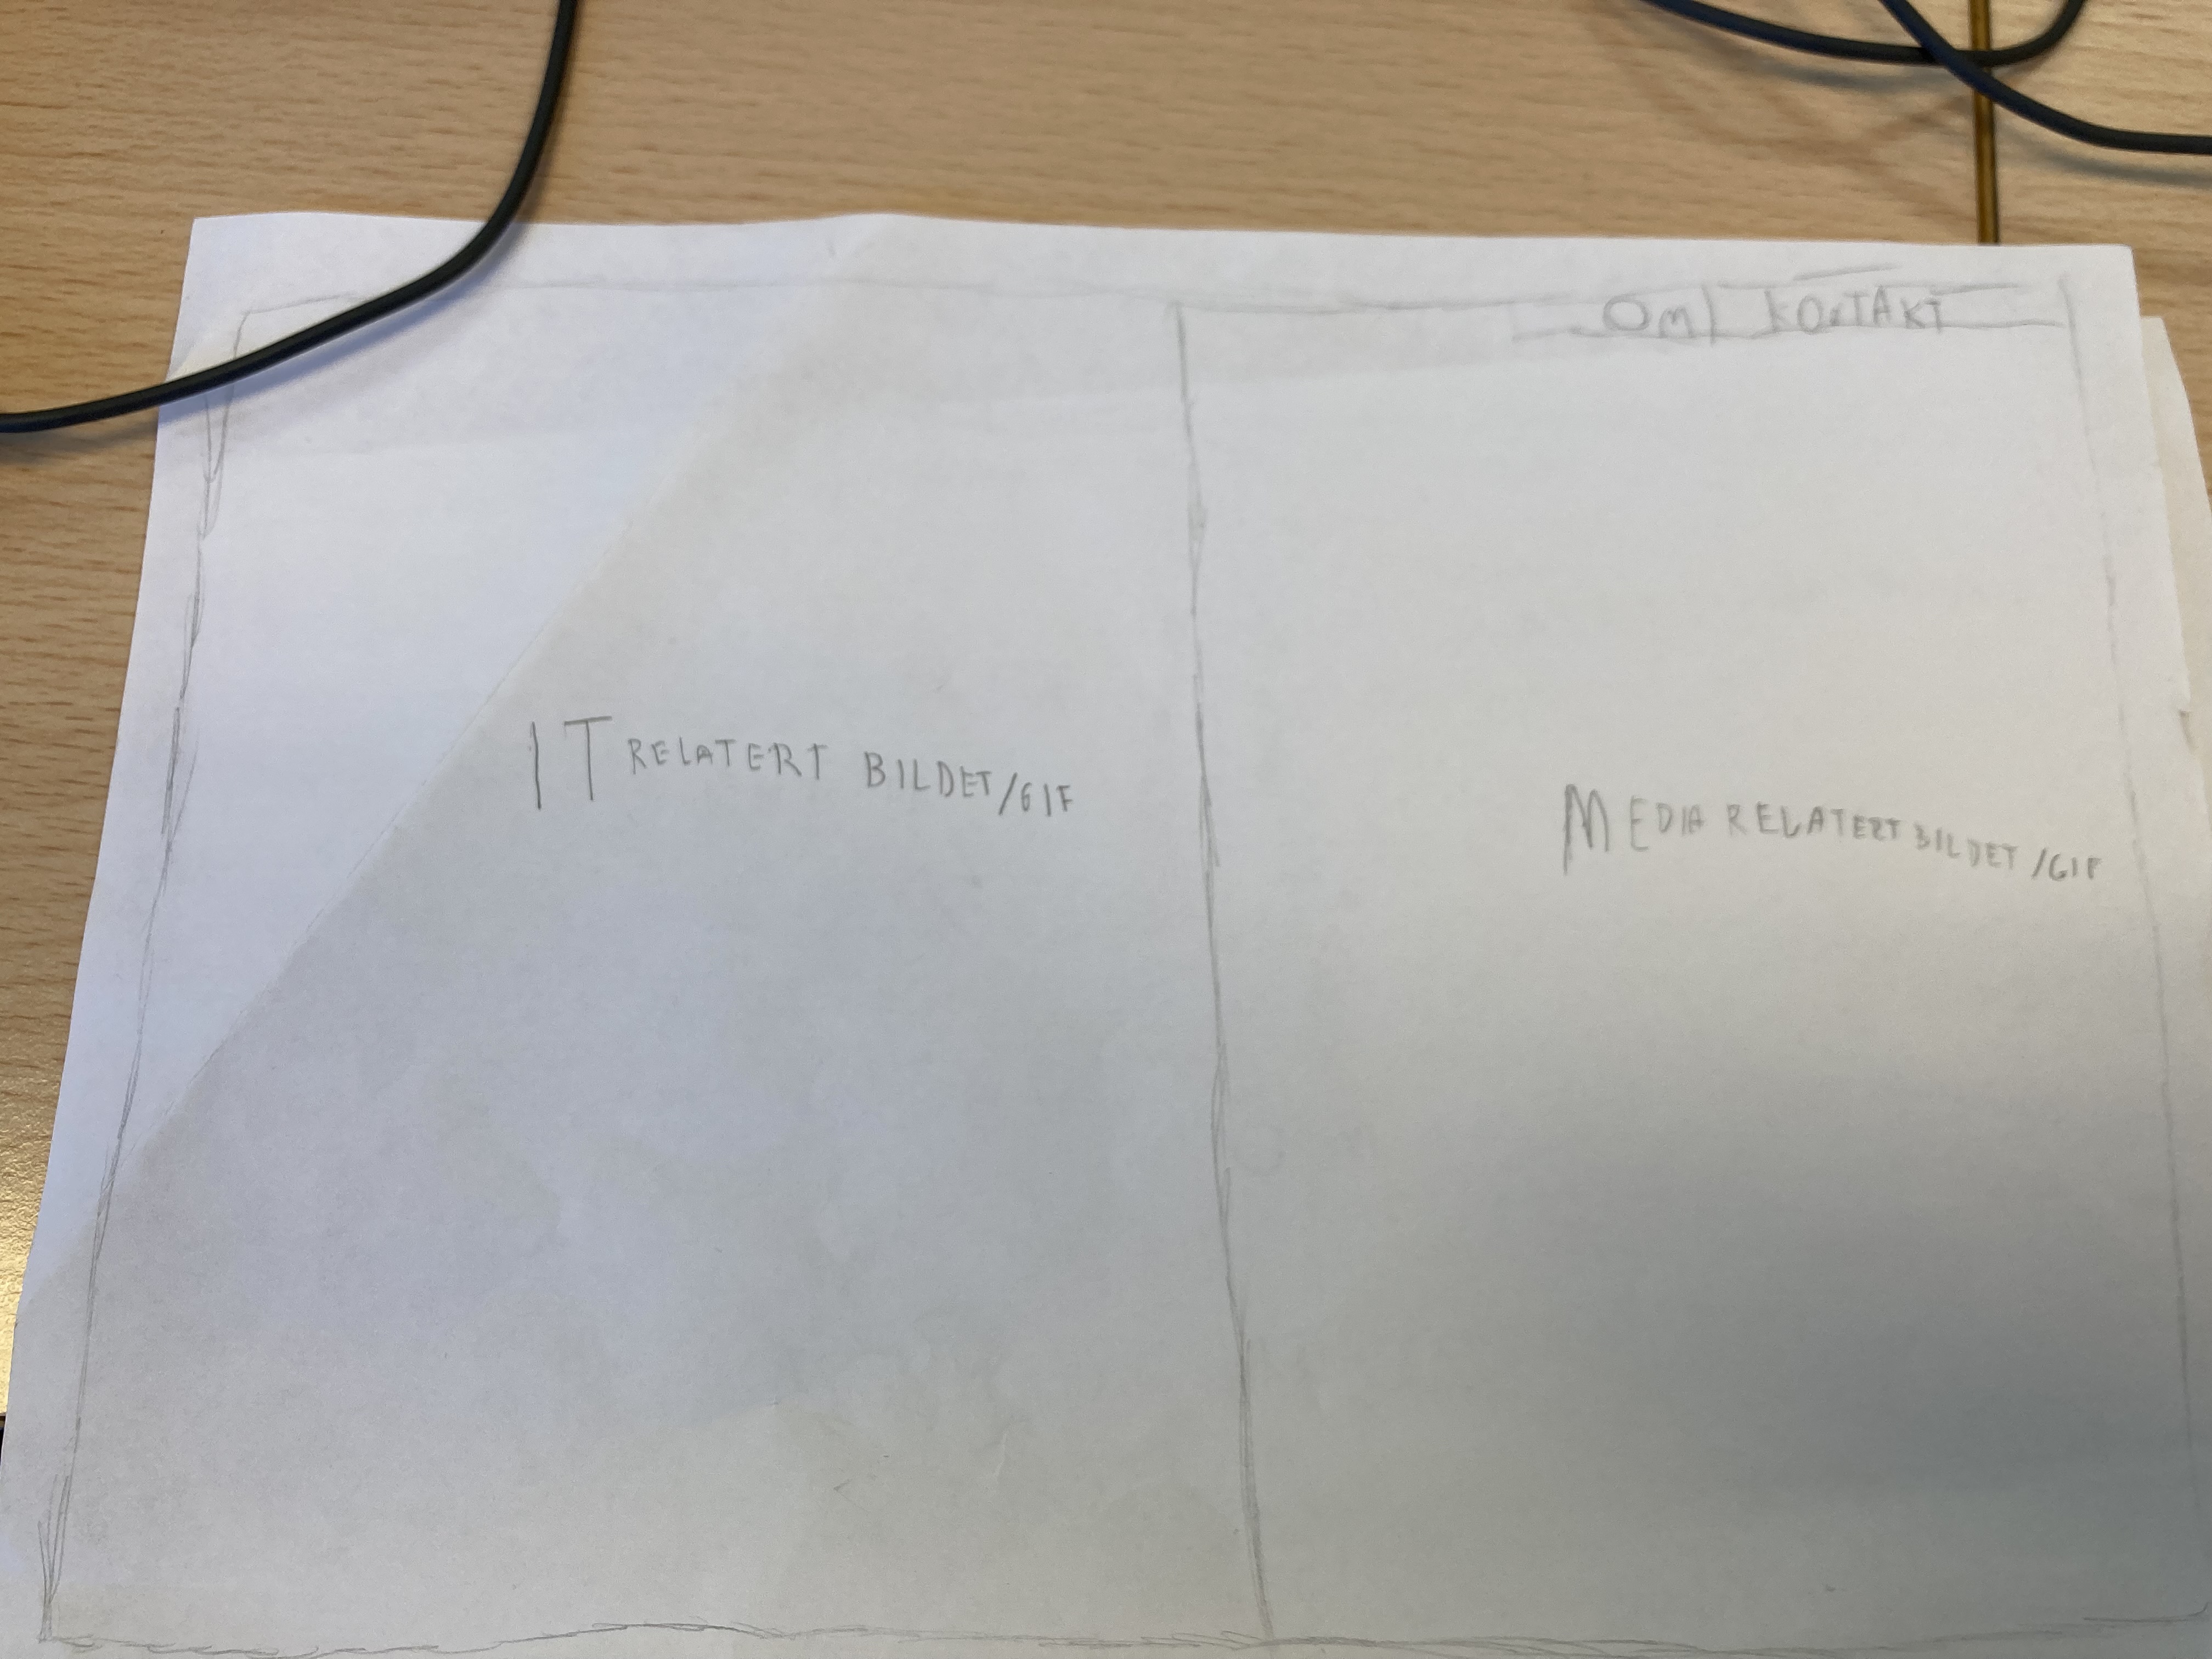 OM | KONTAKT
IT RELATERT BILDET/GIF
MEDIA RELATERT BILDET/GIF